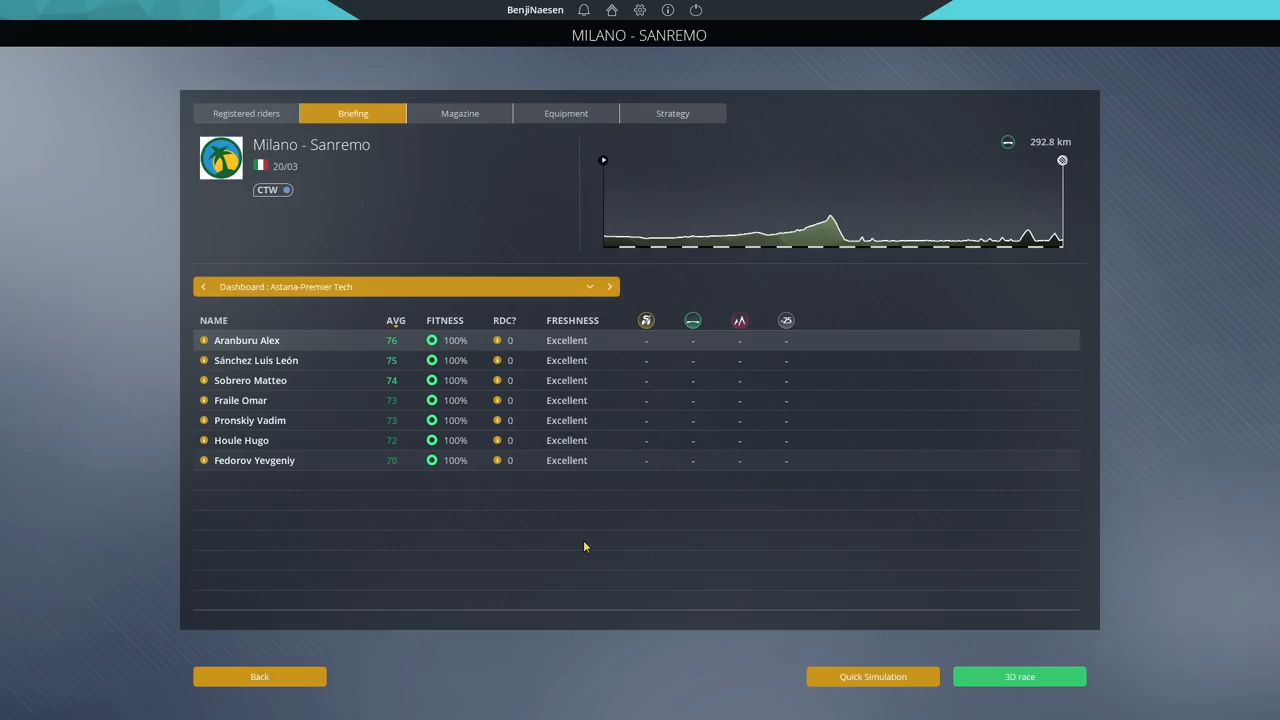 BenjiNaesen
MILANO - SANREMO
Registered riders Briefing Magazine Equipment Strategy
Milano - Sanremo
20/03
CTW
292.8 km
Dashboard : Astana-Premier Tech
NAME AVG FITNESS RDC? FRESHNESS -25
Aranburu Alex 76 100% 0 Excellent - - - -
Sánchez Luis León 75 100% 0 Excellent - - - -
Sobrero Matteo 74 100% 0 Excellent - - - -
Fraile Omar 73 100% 0 Excellent - - - -
Pronskiy Vadim 73 100% 0 Excellent - - - -
Houle Hugo 72 100% 0 Excellent - - - -
Fedorov Yevgeniy 70 100% 0 Excellent - - - -
Back Quick Simulation 3D race